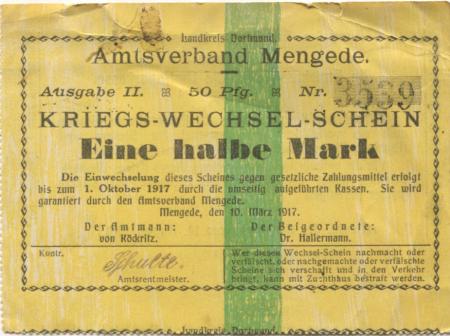 Landkreis Dortmund.
Amtsverband Mengede.
Ausgabe II. 50 Pfg. Nr. 3539
KRIEGS-WECHSEL-SCHEIN
Eine halbe Mark
Die Einwechselung dieses Scheines gegen gesetzliche Zahlungsmittel erfolgt
bis zum 1. Oktober 1917 durch die umseitig aufgeführten Kassen. Sie wird
garantiert durch den Amtsverband Mengede.
Mengede, den 10. März 1917.
Der Amtmann: Der Beigeordnete:
von Köckritz. Dr. Hallermann.
Kontr.
Schulte
Amtsrentmeister.
Wer diesen Wechsel-Schein nachmacht oder
verfälscht, oder nachgemachte oder verfälschte
Scheine sich verschafft und in den Verkehr
bringt, kann mit Zuchthaus bestraft werden.
Landkreis Dortmund.